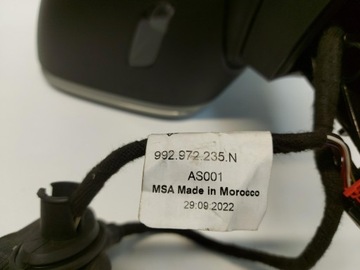 992.972.235.N
AS001
MSA Made in Morocco
29.09.2022